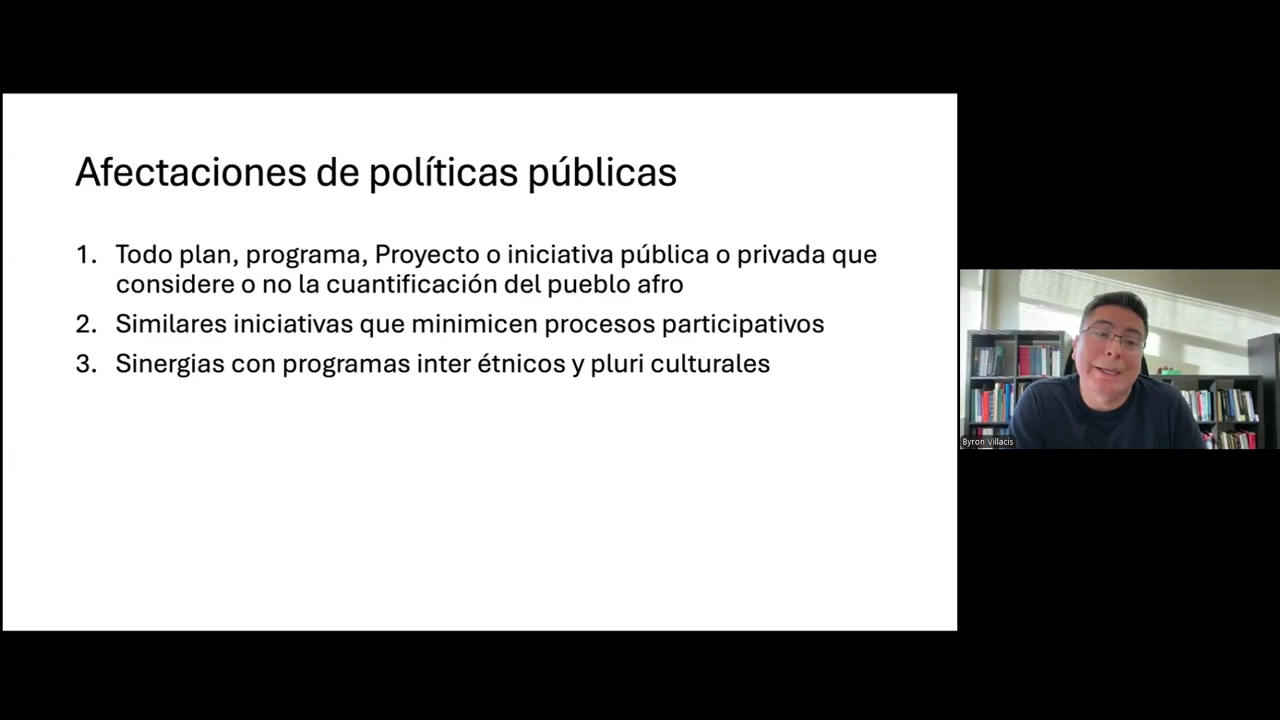 Afectaciones de políticas públicas
1. Todo plan, programa, Proyecto o iniciativa pública o privada que
considere o no la cuantificación del pueblo afro
2. Similares iniciativas que minimicen procesos participativos
3. Sinergias con programas inter étnicos y pluri culturales
Byron Villacis